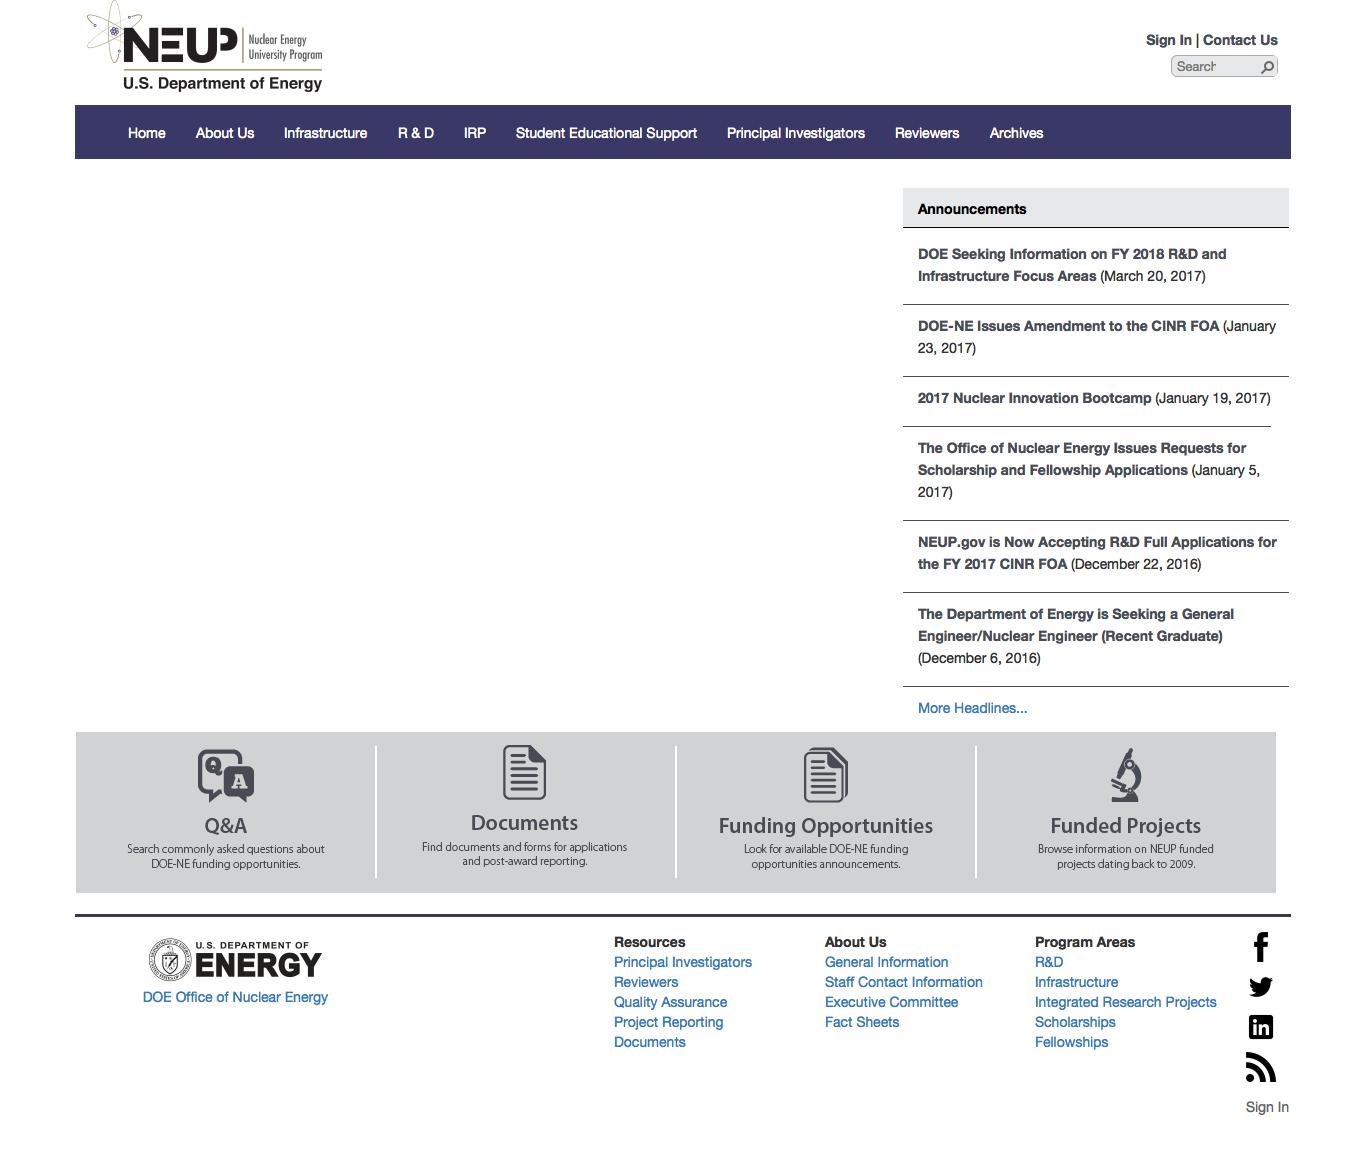 NEUP
Nuclear Energy
University Program
U.S. Department of Energy
Sign In | Contact Us
Search
Home About Us Infrastructure R & D IRP Student Educational Support Principal Investigators Reviewers Archives
Announcements
DOE Seeking Information on FY 2018 R&D and
Infrastructure Focus Areas (March 20, 2017)
DOE-NE Issues Amendment to the CINR FOA (January
23, 2017)
2017 Nuclear Innovation Bootcamp (January 19, 2017)
The Office of Nuclear Energy Issues Requests for
Scholarship and Fellowship Applications (January 5,
2017)
NEUP.gov is Now Accepting R&D Full Applications for
the FY 2017 CINR FOA (December 22, 2016)
The Department of Energy is Seeking a General
Engineer/Nuclear Engineer (Recent Graduate)
(December 6, 2016)
More Headlines...
Q A
Q&A
Search commonly asked questions about
DOE-NE funding opportunities.
Documents
Find documents and forms for applications
and post-award reporting.
Funding Opportunities
Look for available DOE-NE funding
opportunities announcements.
Funded Projects
Browse information on NEUP funded
projects dating back to 2009.
U.S. DEPARTMENT OF
ENERGY
DOE Office of Nuclear Energy
Resources
Principal Investigators
Reviewers
Quality Assurance
Project Reporting
Documents
About Us
General Information
Staff Contact Information
Executive Committee
Fact Sheets
Program Areas
R&D
Infrastructure
Integrated Research Projects
Scholarships
Fellowships
f
in
Sign In